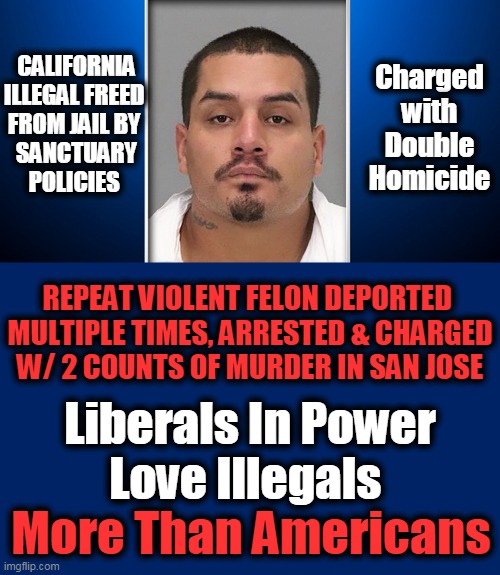 CALIFORNIA
ILLEGAL FREED
FROM JAIL BY
SANCTUARY
POLICIES
Charged
with
Double
Homicide
REPEAT VIOLENT FELON DEPORTED
MULTIPLE TIMES, ARRESTED & CHARGED
W/ 2 COUNTS OF MURDER IN SAN JOSE
Liberals In Power
Love Illegals
More Than Americans
imgflip.com